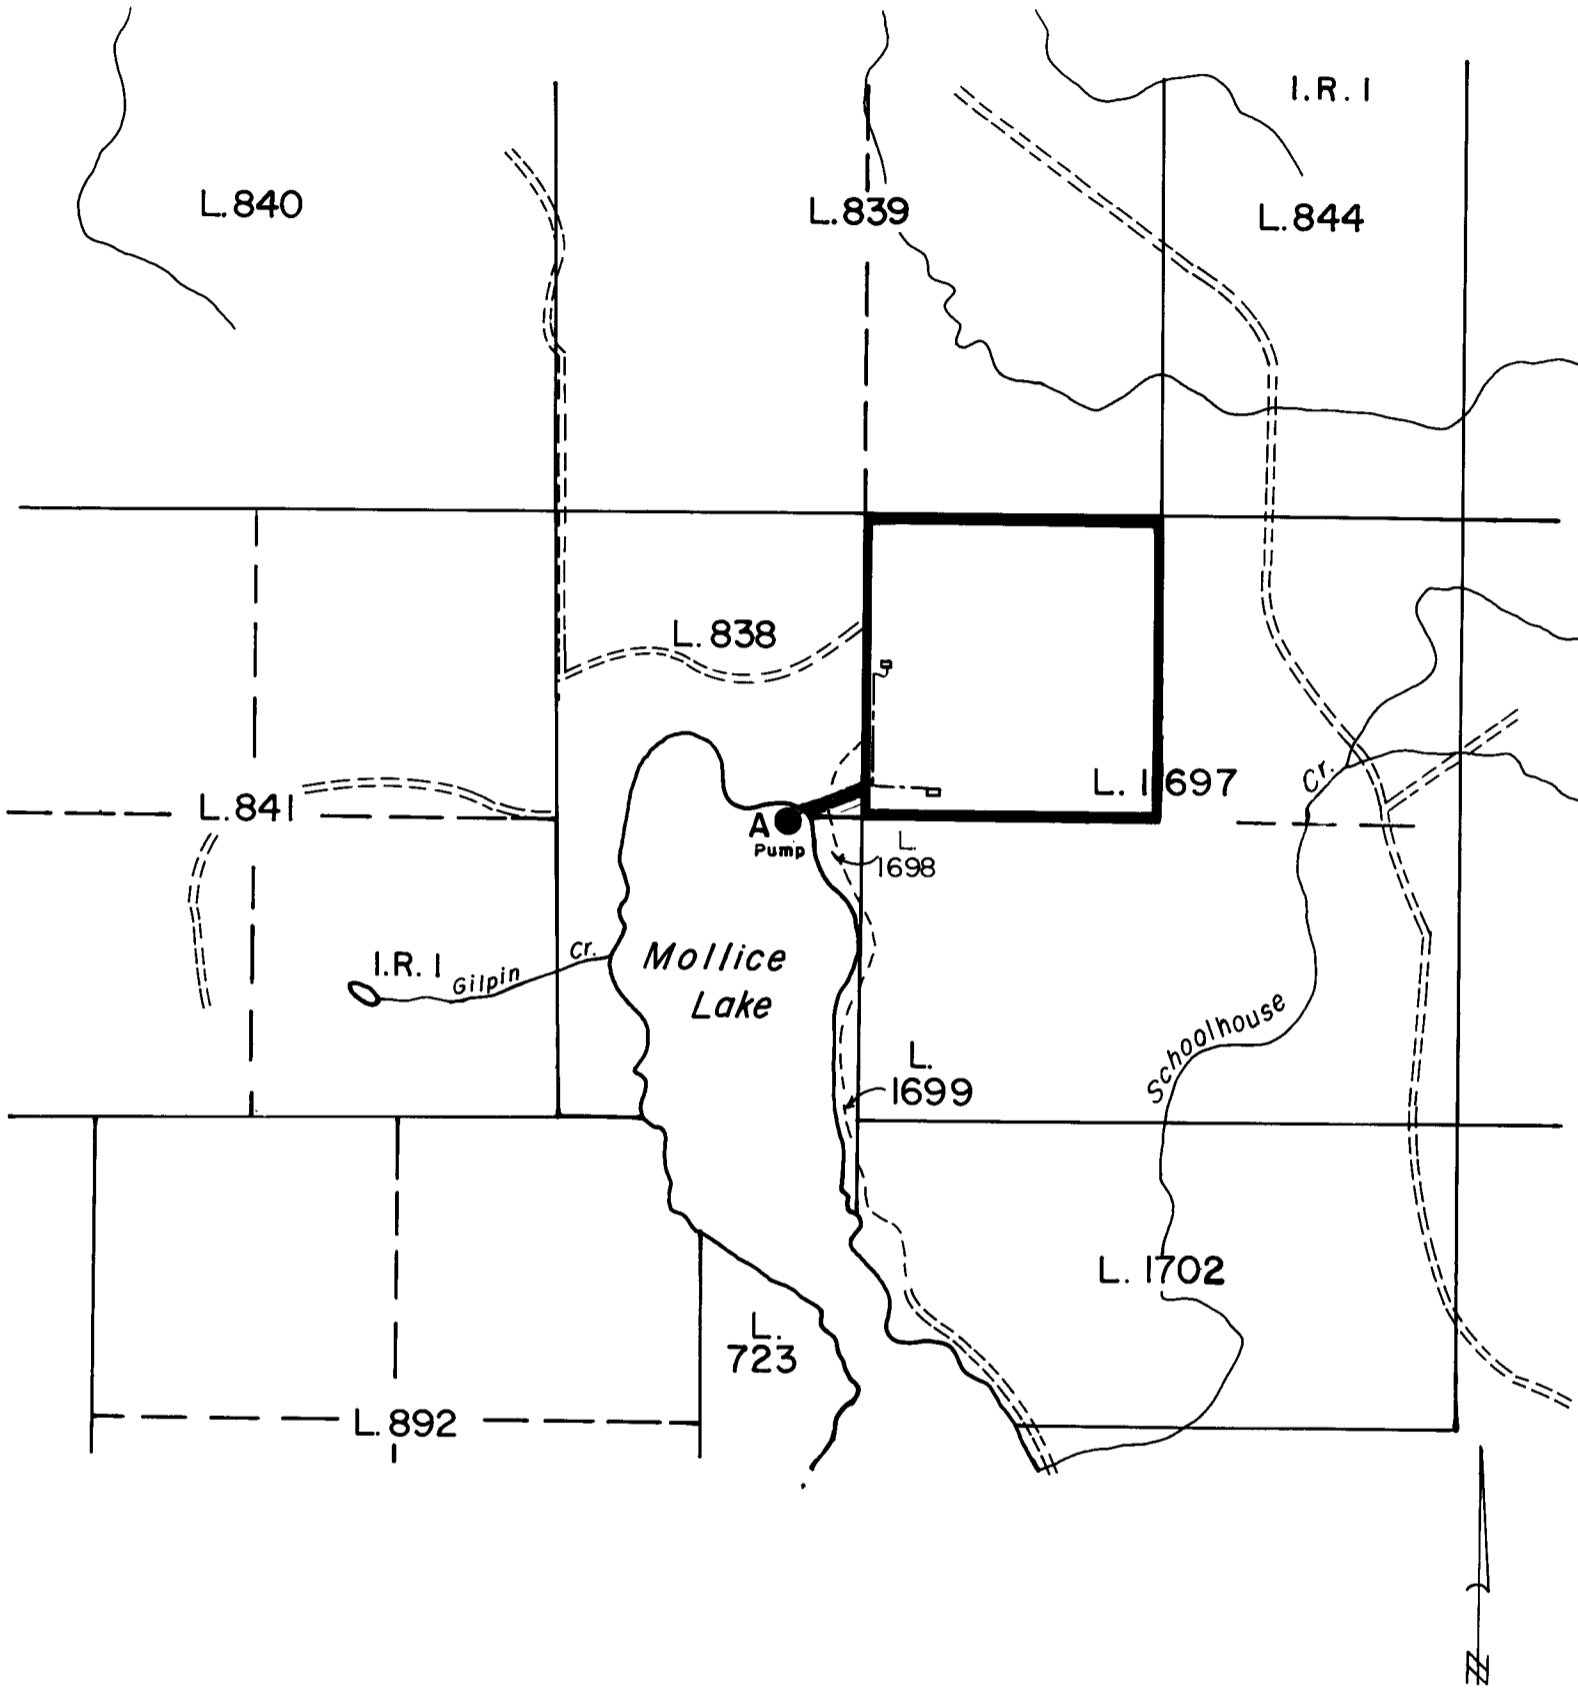 I.R. 1
L.840
L.839
L.844
L.838
L. 11697
Cr.
L.841
A
Pump
L.
1698
I.R. 1
Gilpin
Cr.
Mollice
Lake
Schoolhouse
L.
1699
L. 1702
L.
723
L.892
N